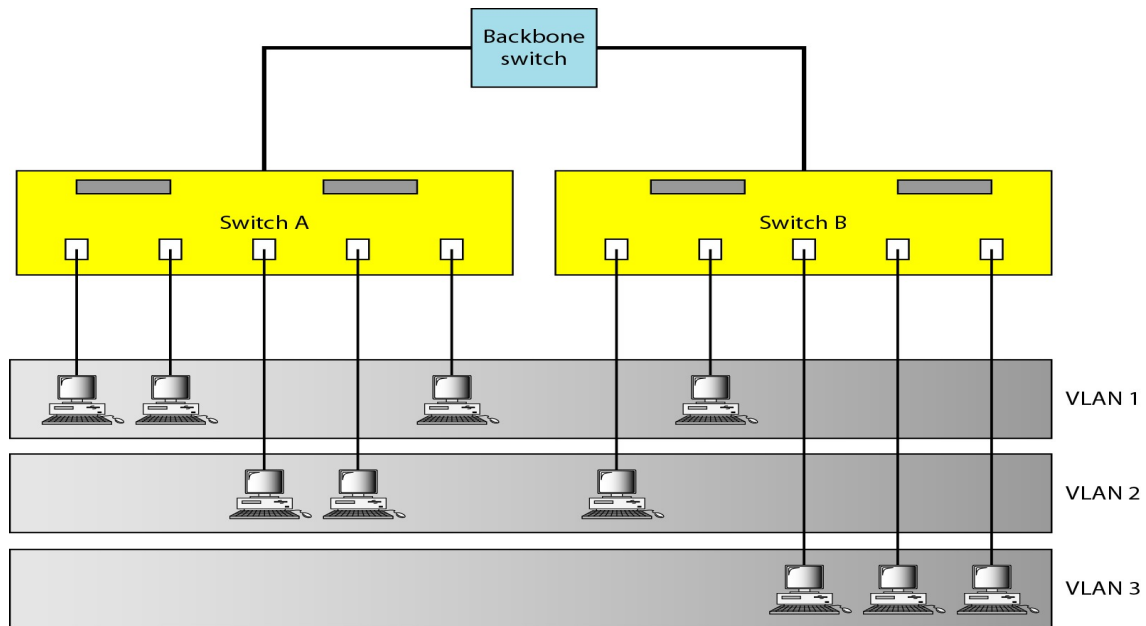 Backbone
switch
Switch A
Switch B
VLAN 1
VLAN 2
VLAN 3